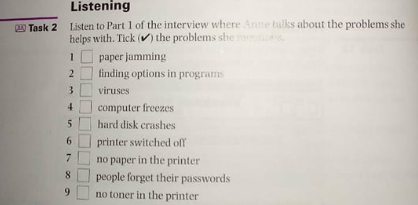 Listening
Task 2 Listen to Part 1 of the interview where Anne talks about the problems she
helps with. Tick (✔) the problems she
1 paper jamming
2 finding options in programs
3 viruses
4 computer freezes
5 hard disk crashes
6 printer switched off
7 no paper in the printer
8 people forget their passwords
9 no toner in the printer